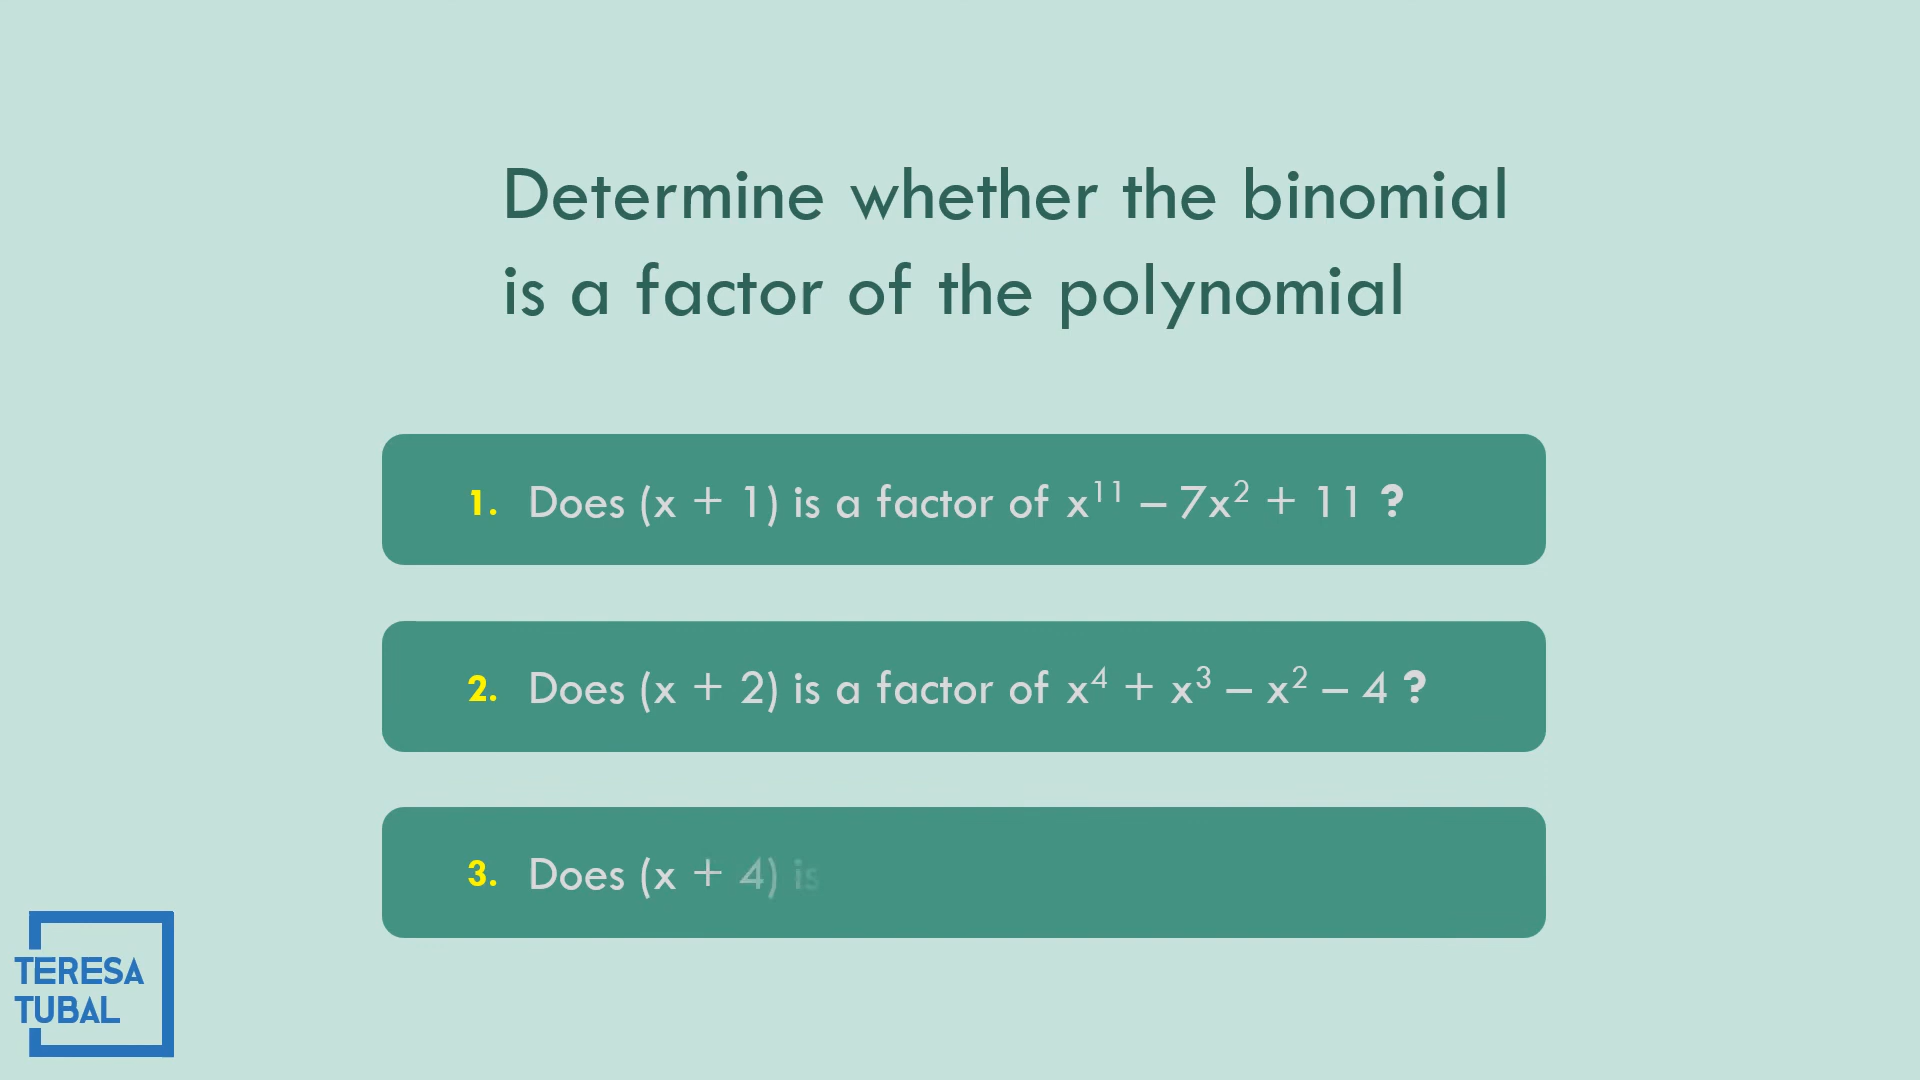 Determine whether the binomial
is a factor of the polynomial
1. Does (x + 1) is a factor of x¹¹ – 7x² + 11 ?
2. Does (x + 2) is a factor of x⁴ + x³ – x² – 4 ?
3. Does (x + 4) is
TERESA
TUBAL